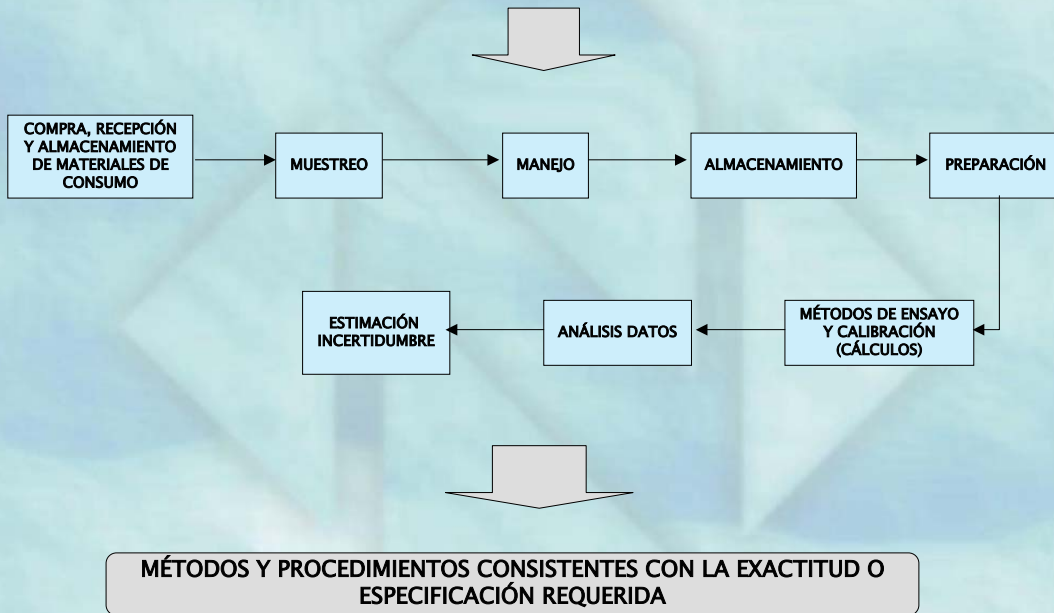 COMPRA, RECEPCIÓN
Y ALMACENAMIENTO
DE MATERIALES DE
CONSUMO
MUESTREO
MANEJO
ALMACENAMIENTO
PREPARACIÓN
MÉTODOS DE ENSAYO
Y CALIBRACIÓN
(CÁLCULOS)
ANÁLISIS DATOS
ESTIMACIÓN
INCERTIDUMBRE
MÉTODOS Y PROCEDIMIENTOS CONSISTENTES CON LA EXACTITUD O
ESPECIFICACIÓN REQUERIDA